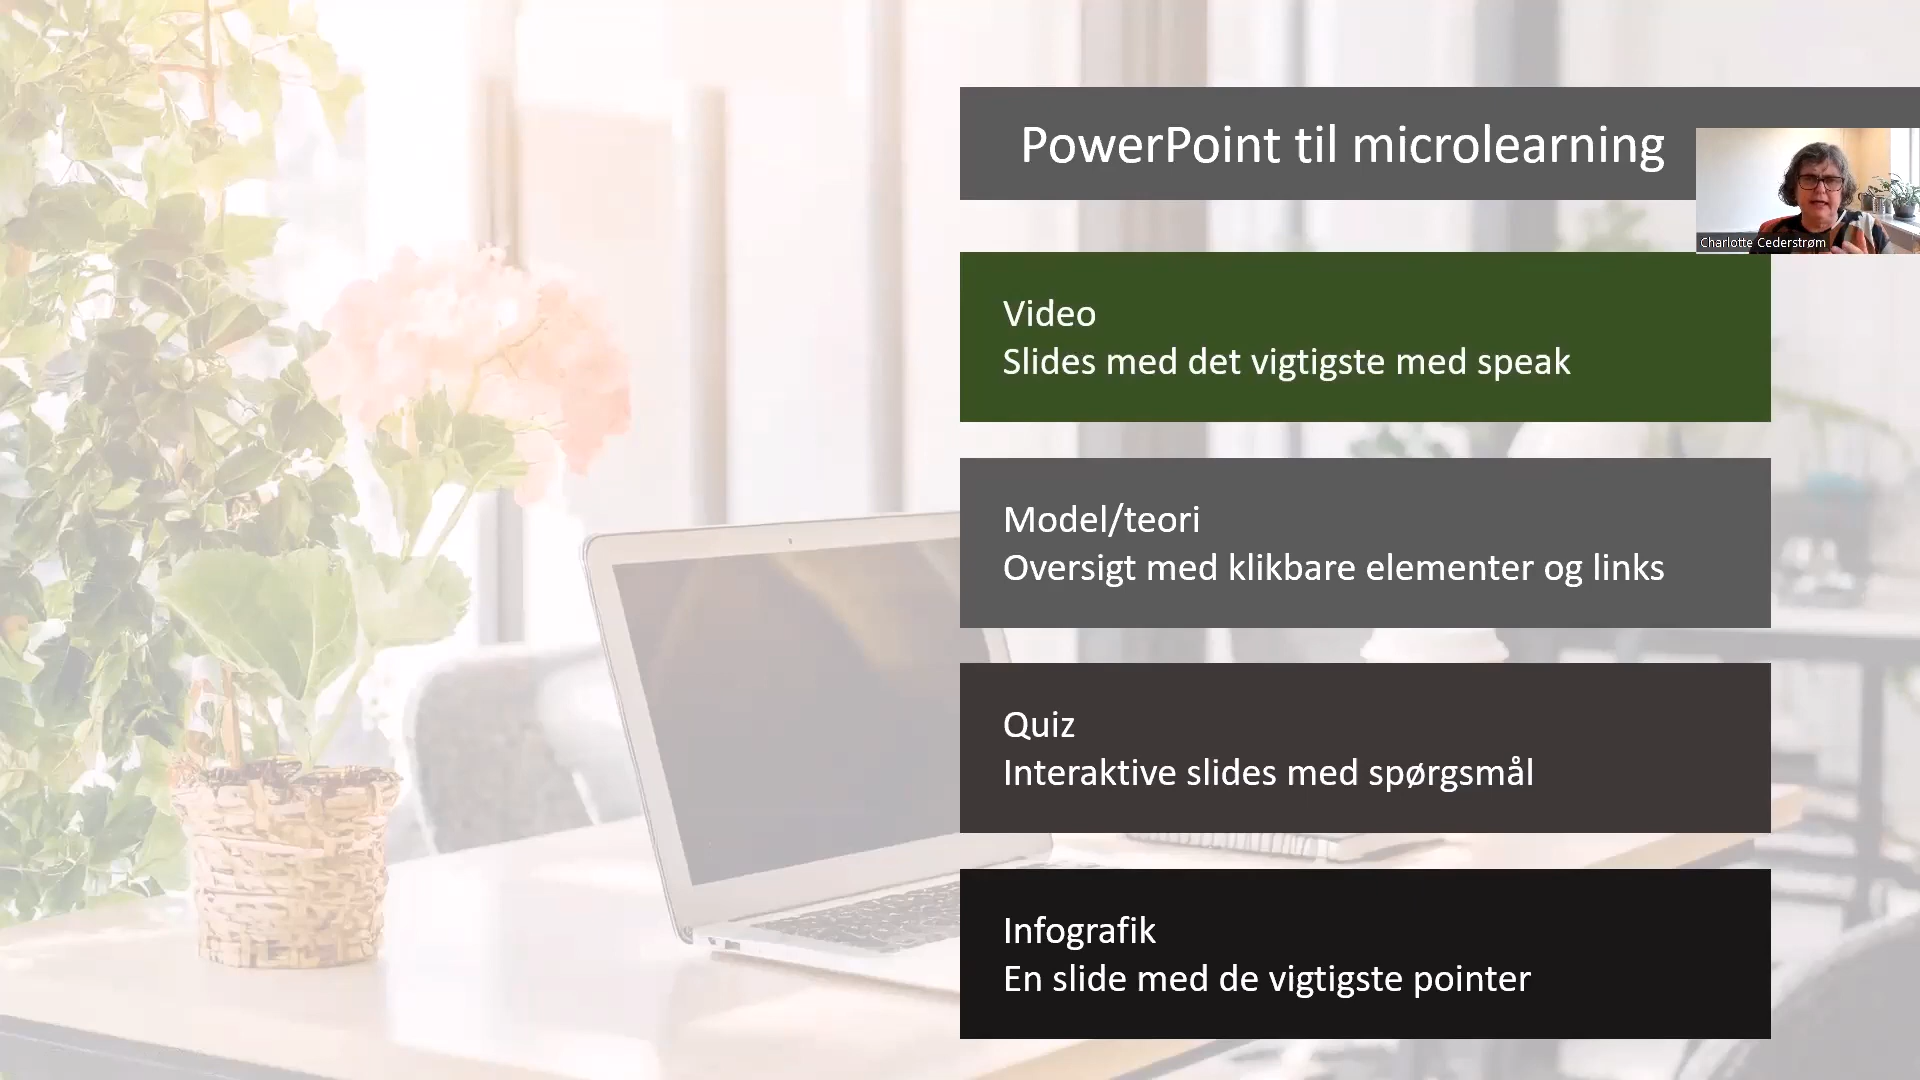 PowerPoint til microlearning
Charlotte Cederstrøm
Video
Slides med det vigtigste med speak
Model/teori
Oversigt med klikbare elementer og links
Quiz
Interaktive slides med spørgsmål
Infografik
En slide med de vigtigste pointer